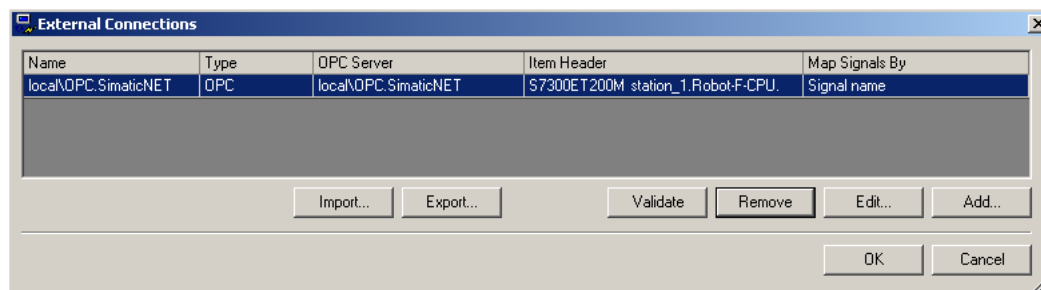 External Connections
Name Type OPC Server Item Header Map Signals By
local\OPC.SimaticNET OPC local\OPC.SimaticNET S7300ET200M station_1.Robot-F-CPU. Signal name
Import... Export... Validate Remove Edit... Add...
OK Cancel